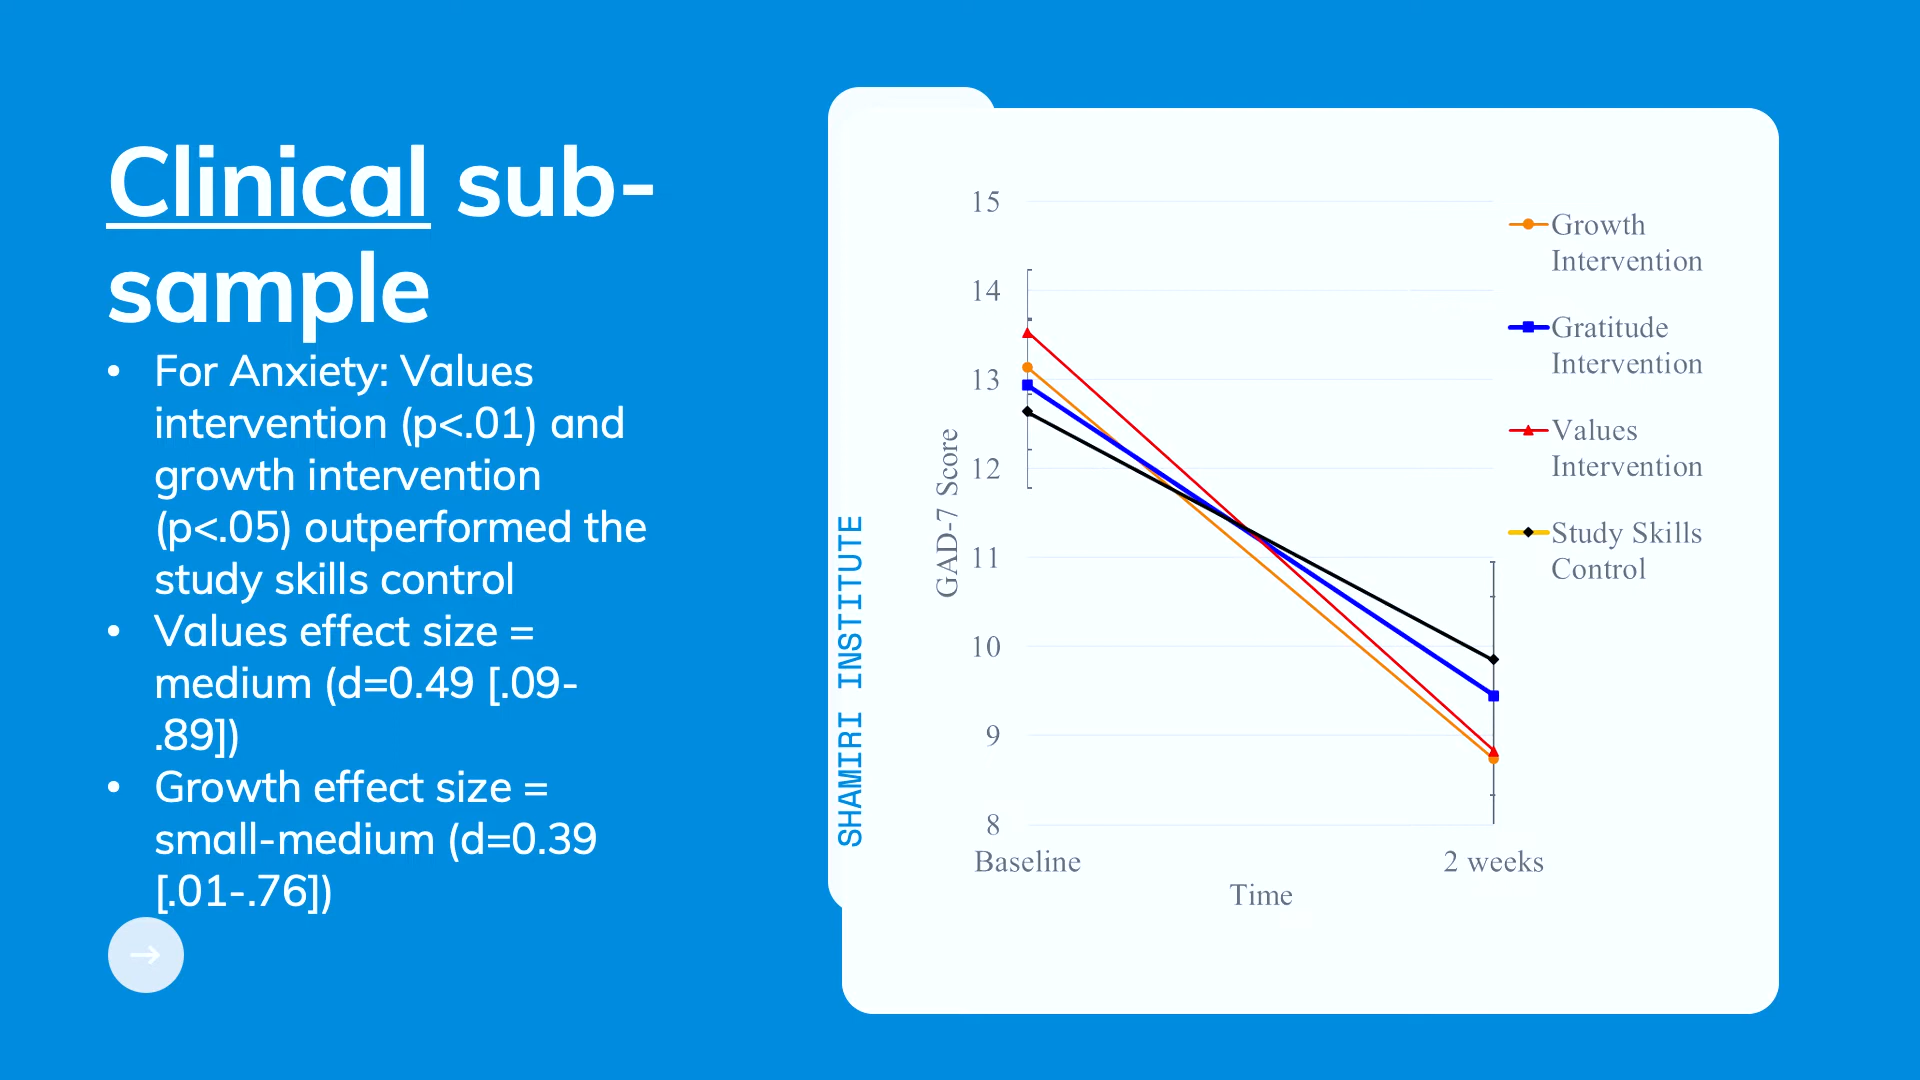 Clinical sub-
sample
• For Anxiety: Values
intervention (p<.01) and
growth intervention
(p<.05) outperformed the
study skills control
• Values effect size =
medium (d=0.49 [.09-
.89])
• Growth effect size =
small-medium (d=0.39
[.01-.76])
SHAMIRI INSTITUTE
GAD-7 Score
15
14
13
12
11
10
9
8
Baseline
2 weeks
Time
Growth
Intervention
Gratitude
Intervention
Values
Intervention
Study Skills
Control